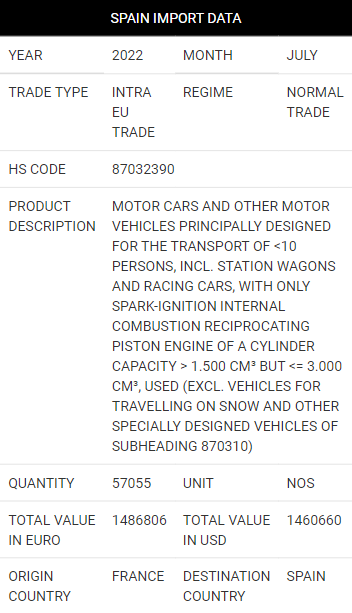 SPAIN IMPORT DATA
YEAR 2022 MONTH JULY
TRADE TYPE INTRA REGIME NORMAL
EU TRADE
TRADE
HS CODE 87032390
PRODUCT MOTOR CARS AND OTHER MOTOR
DESCRIPTION VEHICLES PRINCIPALLY DESIGNED
FOR THE TRANSPORT OF <10
PERSONS, INCL. STATION WAGONS
AND RACING CARS, WITH ONLY
SPARK-IGNITION INTERNAL
COMBUSTION RECIPROCATING
PISTON ENGINE OF A CYLINDER
CAPACITY > 1.500 CM³ BUT <= 3.000
CM³, USED (EXCL. VEHICLES FOR
TRAVELLING ON SNOW AND OTHER
SPECIALLY DESIGNED VEHICLES OF
SUBHEADING 870310)
QUANTITY 57055 UNIT NOS
TOTAL VALUE 1486806 TOTAL VALUE 1460660
IN EURO IN USD
ORIGIN FRANCE DESTINATION SPAIN
COUNTRY COUNTRY